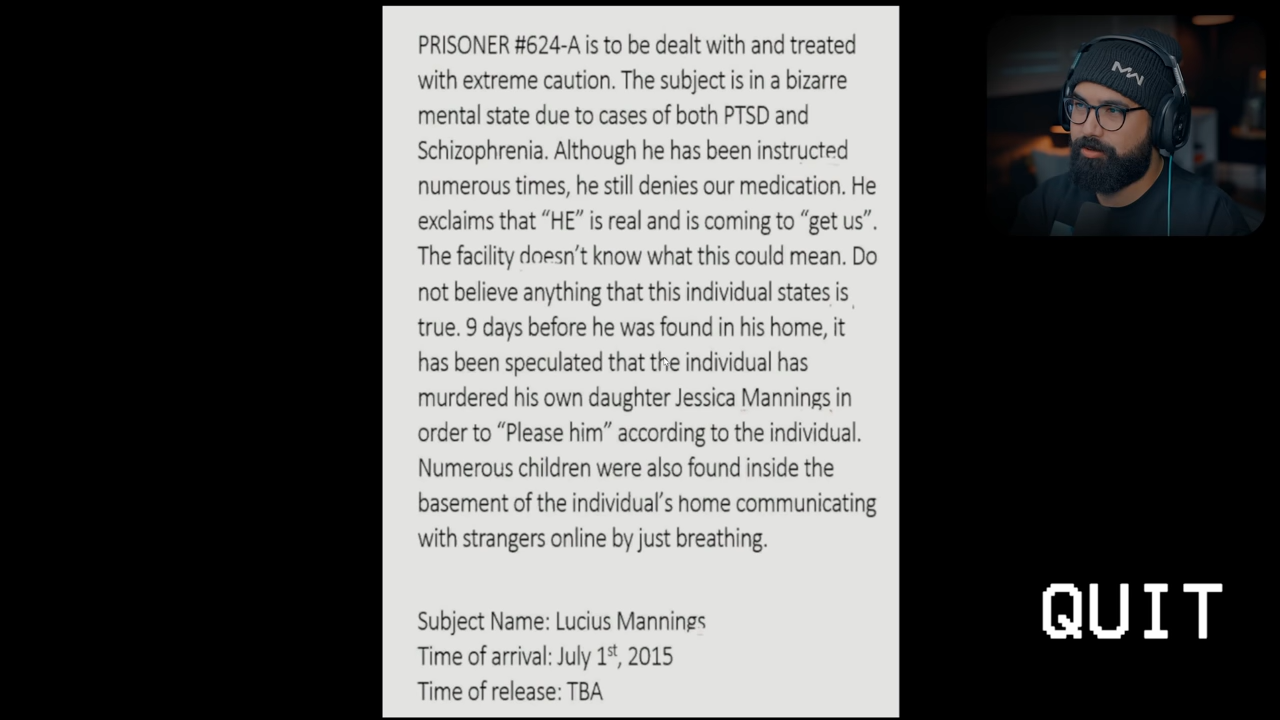 PRISONER #624-A is to be dealt with and treated
with extreme caution. The subject is in a bizarre
mental state due to cases of both PTSD and
Schizophrenia. Although he has been instructed
numerous times, he still denies our medication. He
exclaims that “HE” is real and is coming to “get us”.
The facility doesn’t know what this could mean. Do
not believe anything that this individual states is
true. 9 days before he was found in his home, it
has been speculated that the individual has
murdered his own daughter Jessica Mannings in
order to “Please him” according to the individual.
Numerous children were also found inside the
basement of the individual’s home communicating
with strangers online by just breathing.
Subject Name: Lucius Mannings
Time of arrival: July 1st, 2015
Time of release: TBA
QUIT